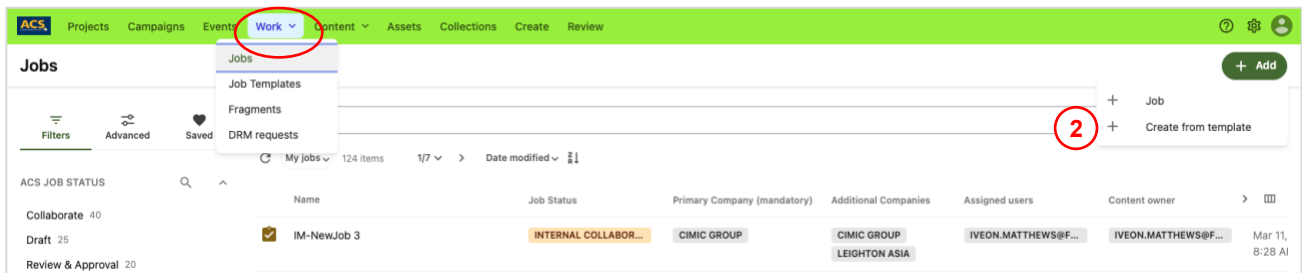 ACS Projects Campaigns Events Work Content Assets Collections Create Review
Jobs
+ Add
Jobs
Job Templates
Fragments
DRM requests
+ Job
2 + Create from template
Filters Advanced Saved
My jobs 124 items 1/7 > Date modified
ACS JOB STATUS
Collaborate 40
Draft 25
Review & Approval 20
Name Job Status Primary Company (mandatory) Additional Companies Assigned users Content owner >
IM-NewJob 3 INTERNAL COLLABOR... CIMIC GROUP CIMIC GROUP IVEON.MATTHEWS@F... IVEON.MATTHEWS@F... Mar 11,
LEIGHTON ASIA 8:28 AM